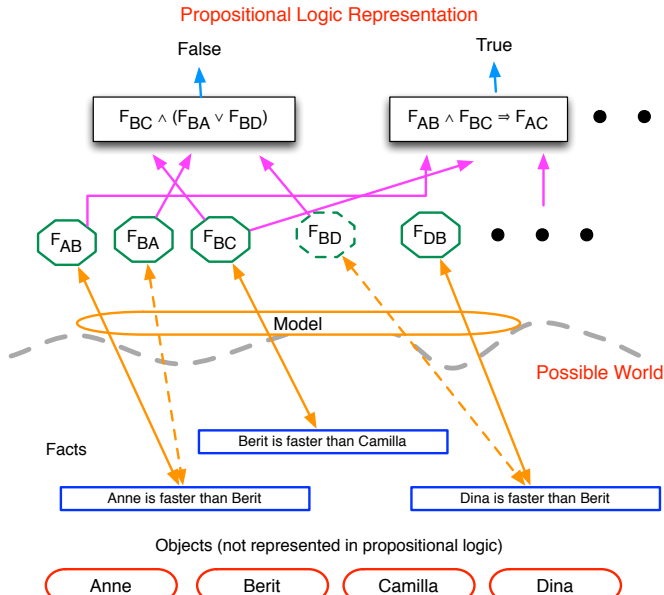 Propositional Logic Representation
False
True
F_BC ∧ (F_BA ∨ F_BD)
F_AB ∧ F_BC ⇒ F_AC
F_AB
F_BA
F_BC
F_BD
F_DB
Model
Possible World
Berit is faster than Camilla
Facts
Anne is faster than Berit
Dina is faster than Berit
Objects (not represented in propositional logic)
Anne
Berit
Camilla
Dina